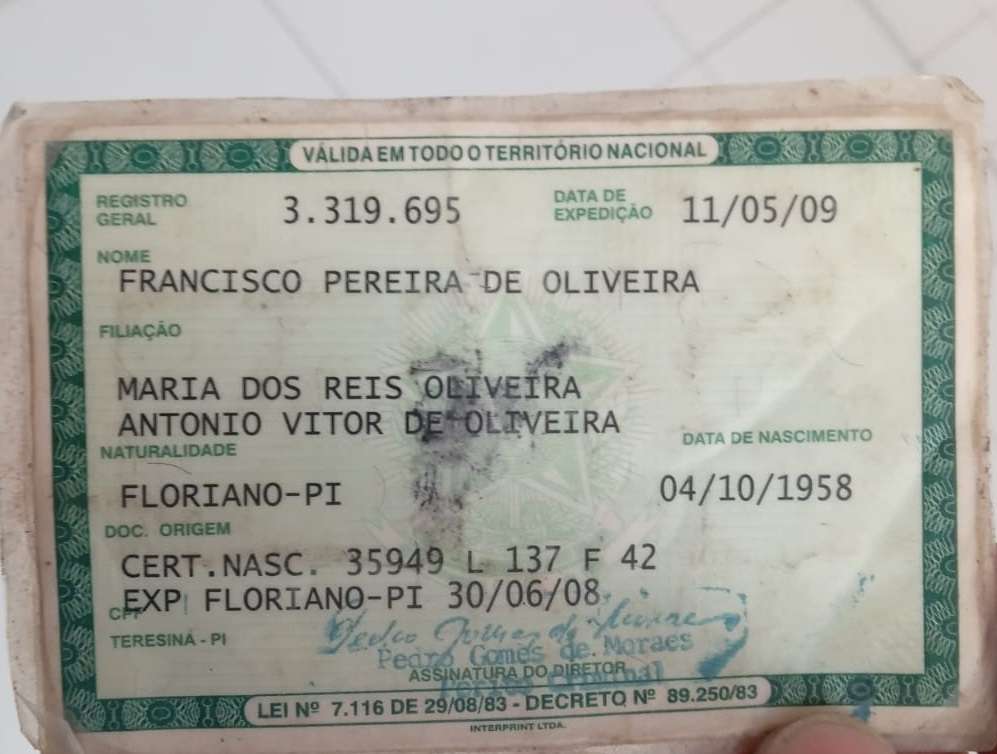 VÁLIDA EM TODO O TERRITÓRIO NACIONAL
REGISTRO GERAL 3.319.695 DATA DE EXPEDIÇÃO 11/05/09
NOME
FRANCISCO PEREIRA DE OLIVEIRA
FILIAÇÃO
MARIA DOS REIS OLIVEIRA
ANTONIO VITOR DE OLIVEIRA
NATURALIDADE DATA DE NASCIMENTO
FLORIANO-PI 04/10/1958
DOC. ORIGEM
CERT.NASC. 35949 L 137 F 42
EXP FLORIANO-PI 30/06/08
CPF
TERESINA - PI
Pedro Gomes de Moraes
ASSINATURA DO DIRETOR
LEI Nº 7.116 DE 29/08/83 - DECRETO Nº 89.250/83
INTERPRINT LTDA.